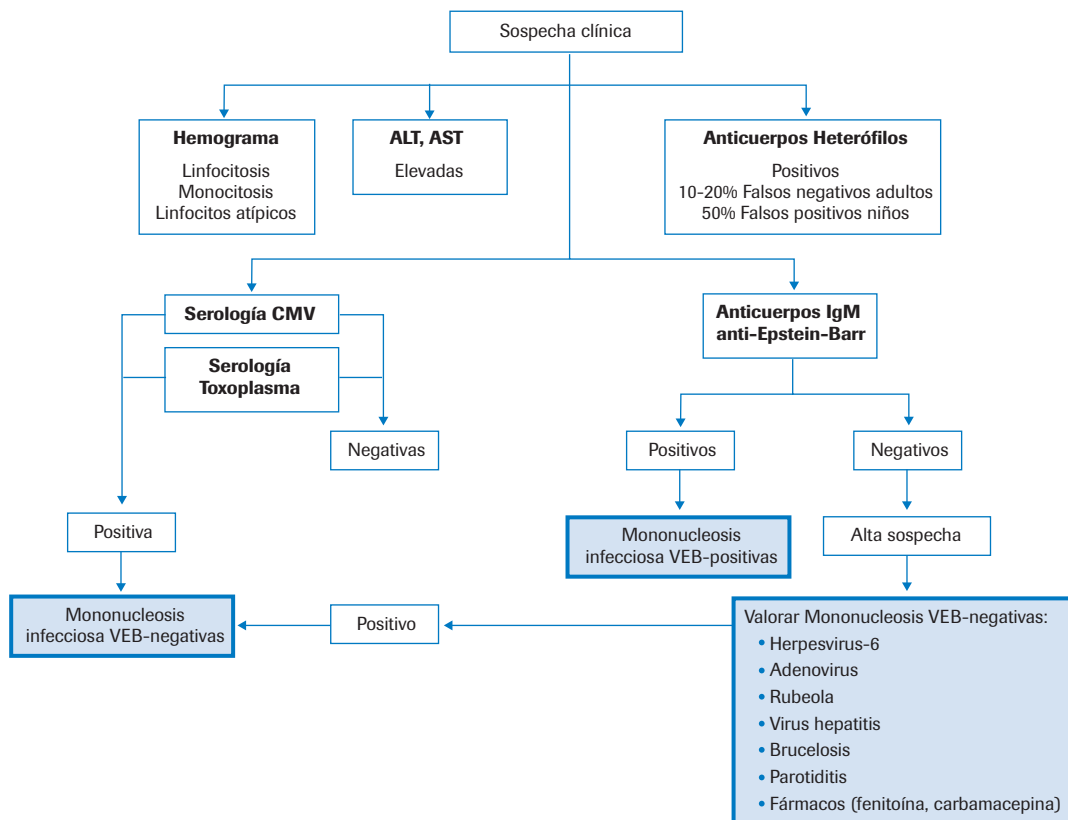 Sospecha clínica
Hemograma
Linfocitosis
Monocitosis
Linfocitos atípicos
ALT, AST
Elevadas
Anticuerpos Heterófilos
Positivos
10-20% Falsos negativos adultos
50% Falsos positivos niños
Serología CMV
Serología
Toxoplasma
Anticuerpos IgM
anti-Epstein-Barr
Negativas
Positivos
Negativos
Positiva
Mononucleosis
infecciosa VEB-positivas
Alta sospecha
Mononucleosis
infecciosa VEB-negativas
Positivo
Valorar Mononucleosis VEB-negativas:
• Herpesvirus-6
• Adenovirus
• Rubeola
• Virus hepatitis
• Brucelosis
• Parotiditis
• Fármacos (fenitoína, carbamacepina)